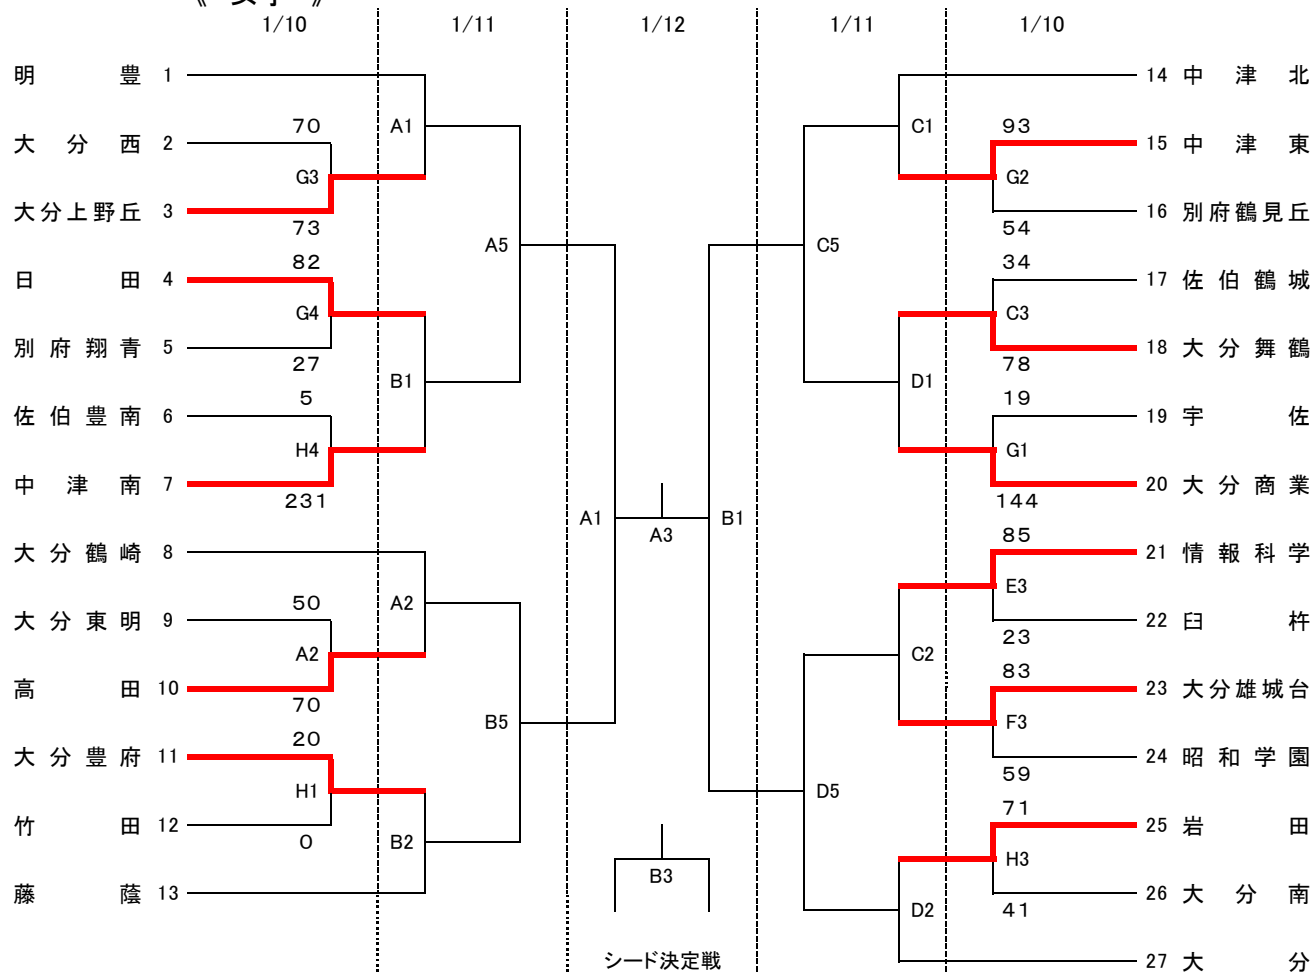 《 女子 》
1/10 1/11 1/12 1/11 1/10
明豊 1
14 中津北
70 A1 C1 93
大分西 2
15 中津東
G3 G2
大分上野丘 3
16 別府鶴見丘
73 54
A5 C5
82 34
日田 4
17 佐伯鶴城
G4 C3
別府翔青 5
18 大分舞鶴
27 78
B1 D1
5 19
佐伯豊南 6
19 宇佐
H4 G1
中津南 7
20 大分商業
231 144
A1 A3 B1
85
大分鶴崎 8
21 情報科学
E3
50 A2
大分東明 9
22 臼杵
23
A2 C2
83
高田 10
23 大分雄城台
70
B5 F3
20
大分豊府 11
24 昭和学園
59
H1 D5
71
竹田 12
25 岩田
0 B2
H3
B3
藤蔭 13
26 大分南
41
D2
シード決定戦
27 大分